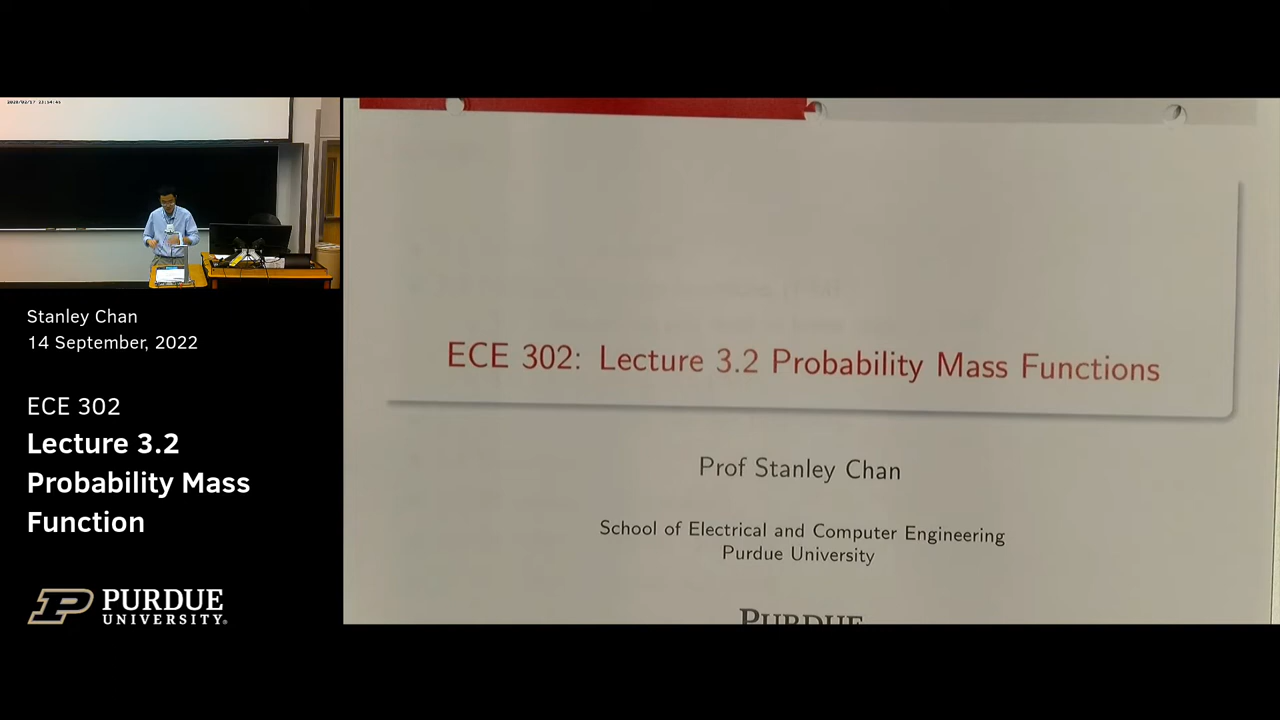 Stanley Chan
14 September, 2022
ECE 302
Lecture 3.2
Probability Mass
Function
PURDUE
UNIVERSITY®
ECE 302: Lecture 3.2 Probability Mass Functions
Prof Stanley Chan
School of Electrical and Computer Engineering
Purdue University
PURDUE